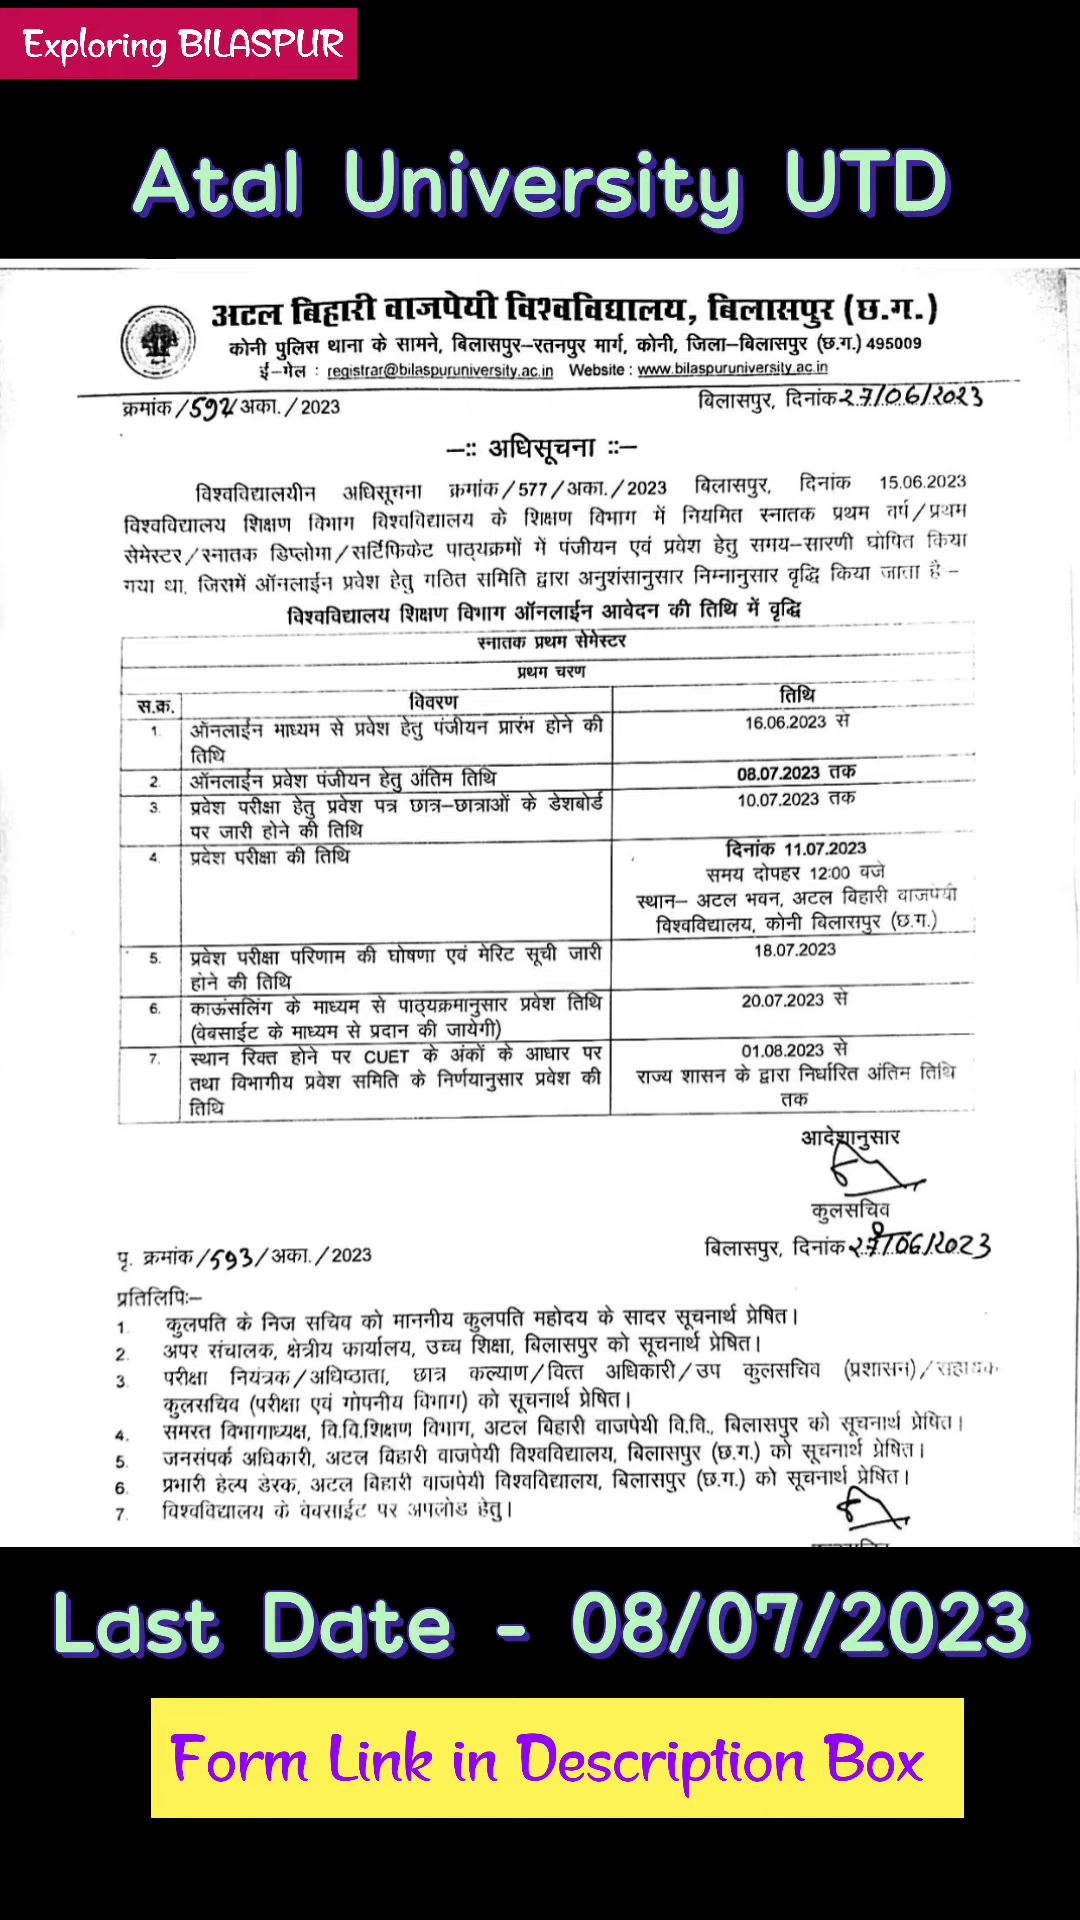 Exploring BILASPUR
Atal University UTD
अटल बिहारी वाजपेयी विश्वविद्यालय, बिलासपुर (छ.ग.)
कोनी पुलिस थाना के सामने, बिलासपुर–रतनपुर मार्ग, कोनी, जिला–बिलासपुर (छ.ग.) 495009
ई–मेल : registrar@bilaspuruniversity.ac.in Website : www.bilaspuruniversity.ac.in
क्रमांक/592/अका./2023 बिलासपुर, दिनांक 27/06/2023
–:: अधिसूचना ::–
विश्वविद्यालयीन अधिसूचना क्रमांक/577/अका./2023 बिलासपुर, दिनांक 15.06.2023
विश्वविद्यालय शिक्षण विभाग विश्वविद्यालय के शिक्षण विभाग में नियमित स्नातक प्रथम वर्ष/प्रथम
सेमेस्टर/स्नातक डिप्लोमा/सर्टिफिकेट पाठ्यक्रमों में पंजीयन एवं प्रवेश हेतु समय–सारणी घोषित किया
गया था, जिसमें ऑनलाईन प्रवेश हेतु गठित समिति द्वारा अनुशंसानुसार निम्नानुसार वृद्धि किया जाता है –
विश्वविद्यालय शिक्षण विभाग ऑनलाईन आवेदन की तिथि में वृद्धि
स्नातक प्रथम सेमेस्टर
प्रथम चरण
स.क्र. विवरण तिथि
1. ऑनलाईन माध्यम से प्रवेश हेतु पंजीयन प्रारंभ होने की 16.06.2023 से
तिथि
2. ऑनलाईन प्रवेश पंजीयन हेतु अंतिम तिथि 08.07.2023 तक
3. प्रवेश परीक्षा हेतु प्रवेश पत्र छात्र–छात्राओं के डेशबोर्ड 10.07.2023 तक
पर जारी होने की तिथि
4. प्रवेश परीक्षा की तिथि दिनांक 11.07.2023
समय दोपहर 12:00 बजे
स्थान– अटल भवन, अटल बिहारी वाजपेयी
विश्वविद्यालय, कोनी बिलासपुर (छ.ग.)
5. प्रवेश परीक्षा परिणाम की घोषणा एवं मेरिट सूची जारी 18.07.2023
होने की तिथि
6. काऊंसलिंग के माध्यम से पाठ्यक्रमानुसार प्रवेश तिथि 20.07.2023 से
(वेबसाईट के माध्यम से प्रदान की जायेगी)
7. स्थान रिक्त होने पर CUET के अंकों के आधार पर 01.08.2023 से
तथा विभागीय प्रवेश समिति के निर्णयानुसार प्रवेश की राज्य शासन के द्वारा निर्धारित अंतिम तिथि
तिथि तक
आदेशानुसार
कुलसचिव
पृ. क्रमांक/593/अका./2023 बिलासपुर, दिनांक 27/06/2023
प्रतिलिपिः–
1. कुलपति के निज सचिव को माननीय कुलपति महोदय के सादर सूचनार्थ प्रेषित।
2. अपर संचालक, क्षेत्रीय कार्यालय, उच्च शिक्षा, बिलासपुर को सूचनार्थ प्रेषित।
3. परीक्षा नियंत्रक/अधिष्ठाता, छात्र कल्याण/वित्त अधिकारी/उप कुलसचिव (प्रशासन)/सहायक
कुलसचिव (परीक्षा एवं गोपनीय विभाग) को सूचनार्थ प्रेषित।
4. समस्त विभागाध्यक्ष, वि.वि.शिक्षण विभाग, अटल बिहारी वाजपेयी वि.वि., बिलासपुर को सूचनार्थ प्रेषित।
5. जनसंपर्क अधिकारी, अटल बिहारी वाजपेयी विश्वविद्यालय, बिलासपुर (छ.ग.) को सूचनार्थ प्रेषित।
6. प्रभारी हेल्प डेस्क, अटल बिहारी वाजपेयी विश्वविद्यालय, बिलासपुर (छ.ग.) को सूचनार्थ प्रेषित।
7. विश्वविद्यालय के वेबसाईट पर अपलोड हेतु।
Last Date - 08/07/2023
Form Link in Description Box